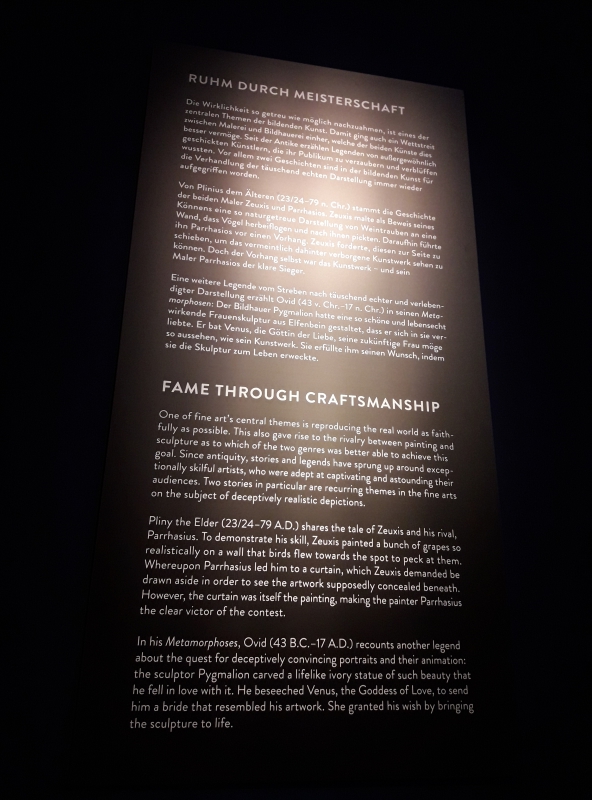 RUHM DURCH MEISTERSCHAFT
Die Wirklichkeit so getreu wie möglich nachzuahmen, ist eines der
zentralen Themen der bildenden Kunst. Damit ging auch ein Wettstreit
zwischen Malerei und Bildhauerei einher, welche der beiden Künste dies
besser vermöge. Seit der Antike erzählen Legenden von außergewöhnlich
geschickten Künstlern, die ihr Publikum zu verzaubern und verblüffen
wussten. Vor allem zwei Geschichten sind in der bildenden Kunst für
die Verhandlung der täuschend echten Darstellung immer wieder
aufgegriffen worden.
Von Plinius dem Älteren (23/24–79 n. Chr.) stammt die Geschichte
der beiden Maler Zeuxis und Parrhasios. Zeuxis malte als Beweis seines
Könnens eine so naturgetreue Darstellung von Weintrauben an eine
Wand, dass Vögel herbeiflogen und nach ihnen pickten. Daraufhin führte
ihn Parrhasios vor einen Vorhang. Zeuxis forderte, diesen zur Seite zu
schieben, um das vermeintlich dahinter verborgene Kunstwerk sehen zu
können. Doch der Vorhang selbst war das Kunstwerk – und sein
Maler Parrhasios der klare Sieger.
Eine weitere Legende vom Streben nach täuschend echter und verleben-
digter Darstellung erzählt Ovid (43 v. Chr.–17 n. Chr.) in seinen Meta-
morphosen: Der Bildhauer Pygmalion hatte eine so schöne und lebensecht
wirkende Frauenskulptur aus Elfenbein gestaltet, dass er sich in sie ver-
liebte. Er bat Venus, die Göttin der Liebe, seine zukünftige Frau möge
so aussehen, wie sein Kunstwerk. Sie erfüllte ihm seinen Wunsch, indem
sie die Skulptur zum Leben erweckte.
FAME THROUGH CRAFTSMANSHIP
One of fine art's central themes is reproducing the real world as faith-
fully as possible. This also gave rise to the rivalry between painting and
sculpture as to which of the two genres was better able to achieve this
goal. Since antiquity, stories and legends have sprung up around excep-
tionally skilful artists, who were adept at captivating and astounding their
audiences. Two stories in particular are recurring themes in the fine arts
on the subject of deceptively realistic depictions.
Pliny the Elder (23/24–79 A.D.) shares the tale of Zeuxis and his rival,
Parrhasius. To demonstrate his skill, Zeuxis painted a bunch of grapes so
realistically on a wall that birds flew towards the spot to peck at them.
Whereupon Parrhasius led him to a curtain, which Zeuxis demanded be
drawn aside in order to see the artwork supposedly concealed beneath.
However, the curtain was itself the painting, making the painter Parrhasius
the clear victor of the contest.
In his Metamorphoses, Ovid (43 B.C.–17 A.D.) recounts another legend
about the quest for deceptively convincing portraits and their animation:
the sculptor Pygmalion carved a lifelike ivory statue of such beauty that
he fell in love with it. He beseeched Venus, the Goddess of Love, to send
him a bride that resembled his artwork. She granted his wish by bringing
the sculpture to life.